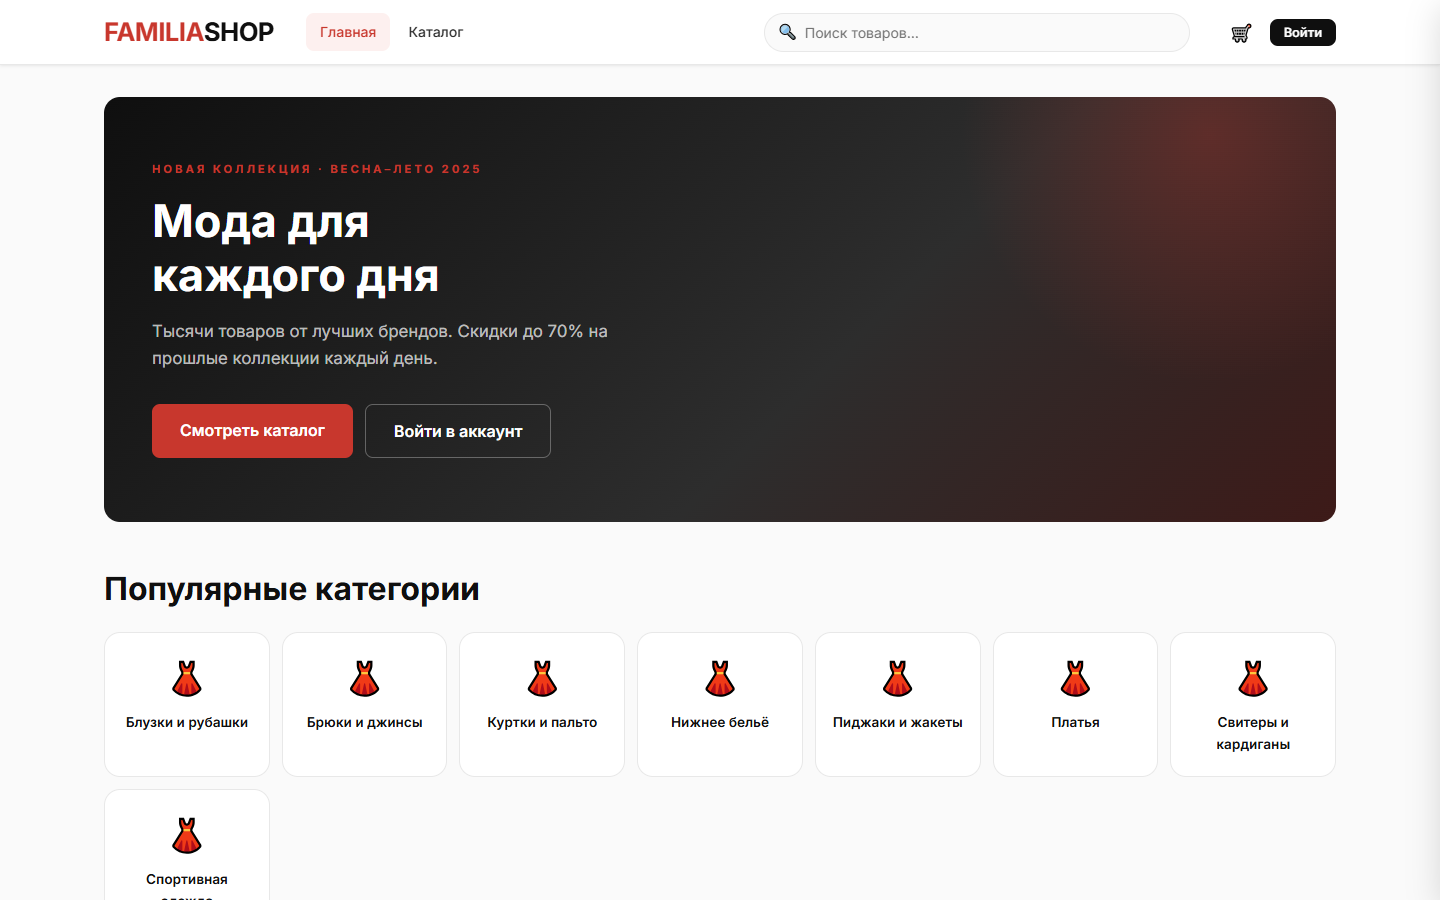 FAMILIASHOP
Главная
Каталог
Поиск товаров...
Войти
НОВАЯ КОЛЛЕКЦИЯ · ВЕСНА–ЛЕТО 2025
Мода для
каждого дня
Тысячи товаров от лучших брендов. Скидки до 70% на
прошлые коллекции каждый день.
Смотреть каталог
Войти в аккаунт
Популярные категории
Блузки и рубашки
Брюки и джинсы
Куртки и пальто
Нижнее бельё
Пиджаки и жакеты
Платья
Свитеры и
кардиганы
Спортивная